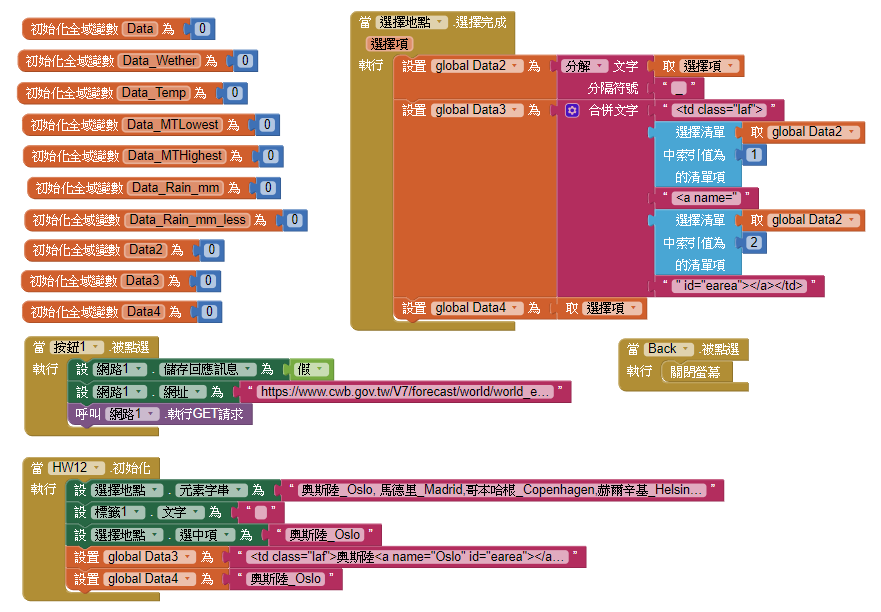 初始化全域變數 Data 為 0
初始化全域變數 Data_Wether 為 0
初始化全域變數 Data_Temp 為 0
初始化全域變數 Data_MTLowest 為 0
初始化全域變數 Data_MTHighest 為 0
初始化全域變數 Data_Rain_mm 為 0
初始化全域變數 Data_Rain_mm_less 為 0
初始化全域變數 Data2 為 0
初始化全域變數 Data3 為 0
初始化全域變數 Data4 為 0
當 選擇地點 .選擇完成
選擇項
執行 設置 global Data2 為 分解 文字 取 選擇項
分隔符號 “ _ ”
設置 global Data3 為 合併文字 “ <td class="laf"> ”
選擇清單 取 global Data2
中索引值為 1
的清單項
“ <a name=" ”
選擇清單 取 global Data2
中索引值為 2
的清單項
“ " id="earea"></a></td> ”
設置 global Data4 為 取 選擇項
當 按鈕1 .被點選
執行 設 網路1 . 儲存回應訊息 為 假
設 網路1 . 網址 為 “ https://www.cwb.gov.tw/V7/forecast/world/world_e... ”
呼叫 網路1 .執行GET請求
當 Back .被點選
執行 關閉螢幕
當 HW12 .初始化
執行 設 選擇地點 . 元素字串 為 “ 奧斯陸_Oslo, 馬德里_Madrid,哥本哈根_Copenhagen,赫爾辛基_Helsin... ”
設 標籤1 . 文字 為 “ ”
設 選擇地點 . 選中項 為 “ 奧斯陸_Oslo ”
設置 global Data3 為 “ <td class="laf">奧斯陸<a name="Oslo" id="earea"></a... ”
設置 global Data4 為 “ 奧斯陸_Oslo ”